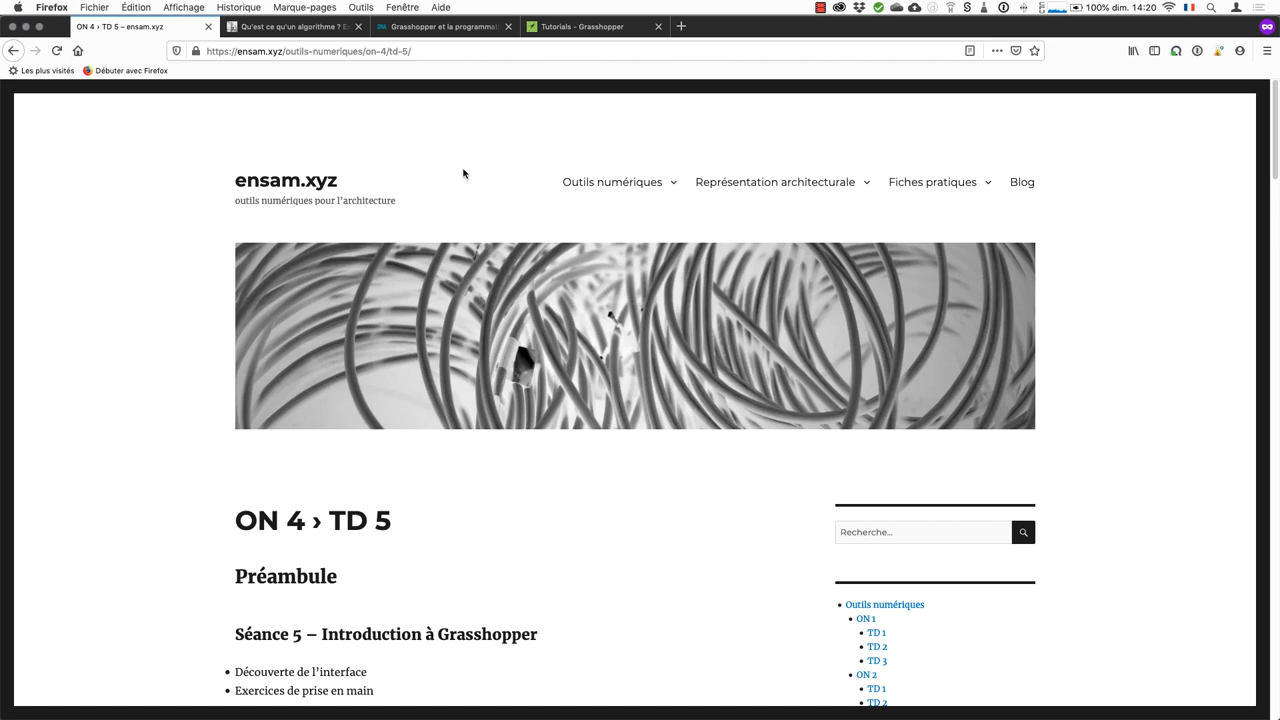 Firefox Fichier Édition Affichage Historique Marque-pages Outils Fenêtre Aide 100% dim. 14:20
ON 4 › TD 5 – ensam.xyz Qu'est ce qu'un algorithme ? E Grasshopper et la programmat Tutorials - Grasshopper
https://ensam.xyz/outils-numeriques/on-4/td-5/
Les plus visités Débuter avec Firefox
ensam.xyz
outils numériques pour l'architecture
Outils numériques Représentation architecturale Fiches pratiques Blog
ON 4 › TD 5
Préambule
Séance 5 – Introduction à Grasshopper
• Découverte de l'interface
• Exercices de prise en main
Recherche...
• Outils numériques
• ON 1
• TD 1
• TD 2
• TD 3
• ON 2
• TD 1
• TD 2